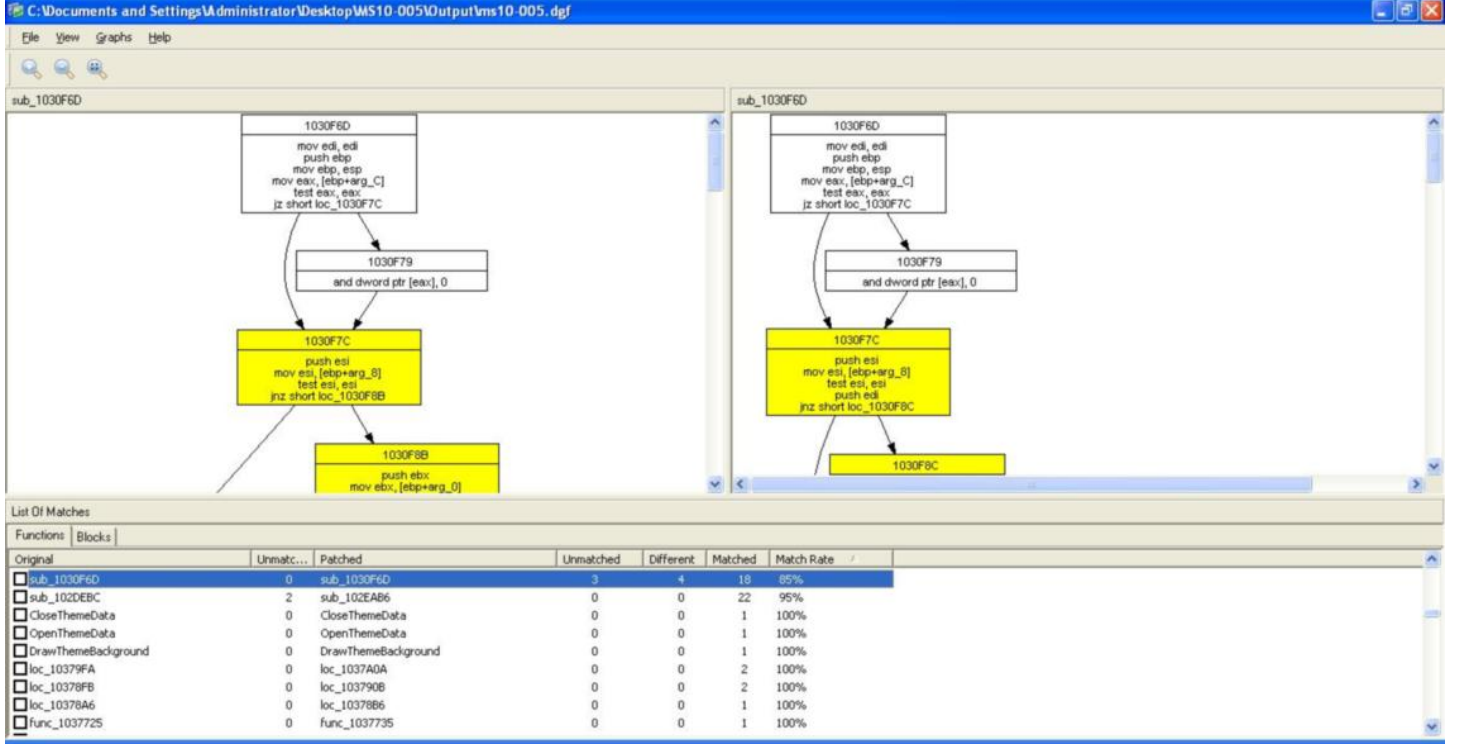 C:\Documents and Settings\Administrator\Desktop\MS10-005\Output\ms10-005.dgf
File View Graphs Help
sub_1030F6D
1030F6D
mov edi, edi
push ebp
mov ebp, esp
mov eax, [ebp+arg_C]
test eax, eax
jz short loc_1030F7C
1030F79
and dword ptr [eax], 0
1030F7C
push esi
mov esi, [ebp+arg_8]
test esi, esi
jnz short loc_1030F8B
1030F8B
push ebx
mov ebx, [ebp+arg_0]
sub_1030F6D
1030F6D
mov edi, edi
push ebp
mov ebp, esp
mov eax, [ebp+arg_C]
test eax, eax
jz short loc_1030F7C
1030F79
and dword ptr [eax], 0
1030F7C
push esi
mov esi, [ebp+arg_8]
test esi, esi
push edi
jnz short loc_1030F8C
1030F8C
List Of Matches
Functions Blocks
Original Unmatc... Patched Unmatched Different Matched Match Rate
sub_1030F6D 0 sub_1030F6D 3 4 18 85%
sub_102DEBC 2 sub_102EAB6 0 0 22 95%
CloseThemeData 0 CloseThemeData 0 0 1 100%
OpenThemeData 0 OpenThemeData 0 0 1 100%
DrawThemeBackground 0 DrawThemeBackground 0 0 1 100%
loc_10379FA 0 loc_1037A0A 0 0 2 100%
loc_10378FB 0 loc_103790B 0 0 2 100%
loc_10378A6 0 loc_10378B6 0 0 1 100%
func_1037725 0 func_1037735 0 0 1 100%